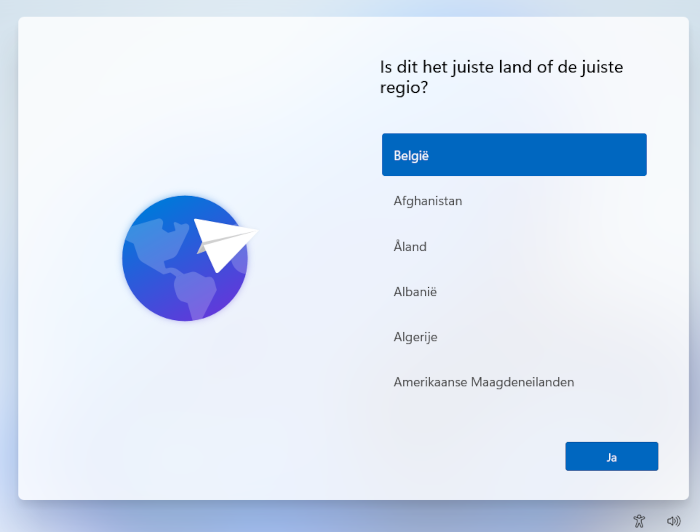 Is dit het juiste land of de juiste
regio?
België
Afghanistan
Åland
Albanië
Algerije
Amerikaanse Maagdeneilanden
Ja